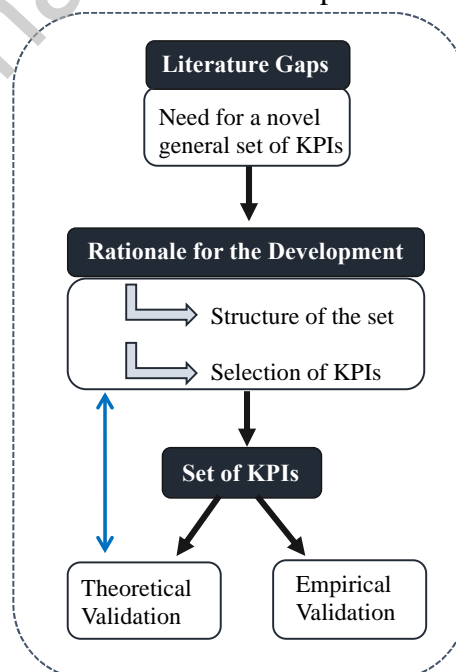 Literature Gaps
Need for a novel
general set of KPIs
Rationale for the Development
Structure of the set
Selection of KPIs
Set of KPIs
Theoretical
Validation
Empirical
Validation